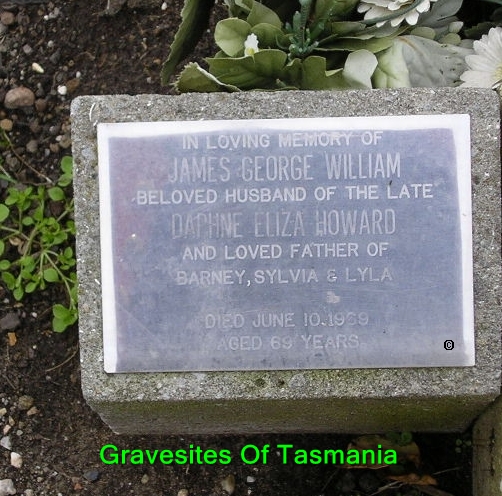 IN LOVING MEMORY OF
JAMES GEORGE WILLIAM
BELOVED HUSBAND OF THE LATE
DAPHNE ELIZA HOWARD
AND LOVED FATHER OF
BARNEY, SYLVIA & LYLA
DIED JUNE 10.1969
AGED 69 YEARS
©
Gravesites Of Tasmania